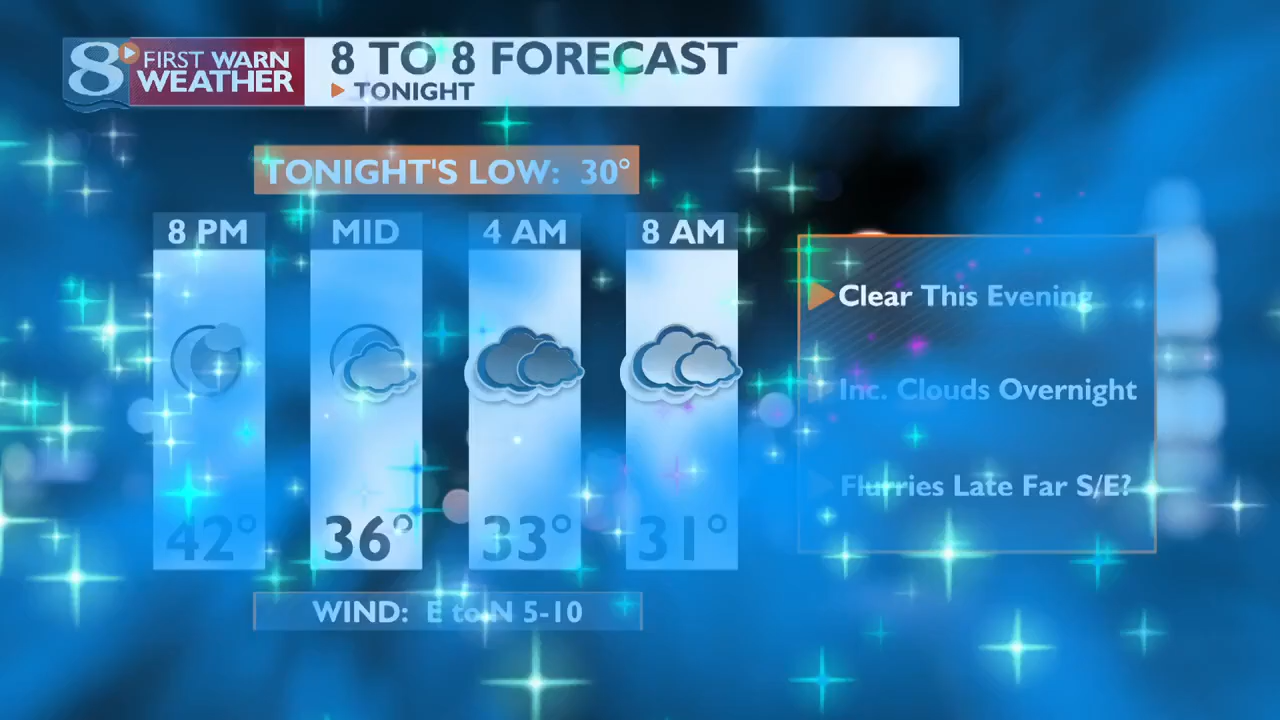 8 FIRST WARN
WEATHER
8 TO 8 FORECAST
TONIGHT
TONIGHT'S LOW: 30°
8 PM MID 4 AM 8 AM
42° 36° 33° 31°
WIND: E to N 5-10
Clear This Evening
Inc. Clouds Overnight
Flurries Late Far S/E?